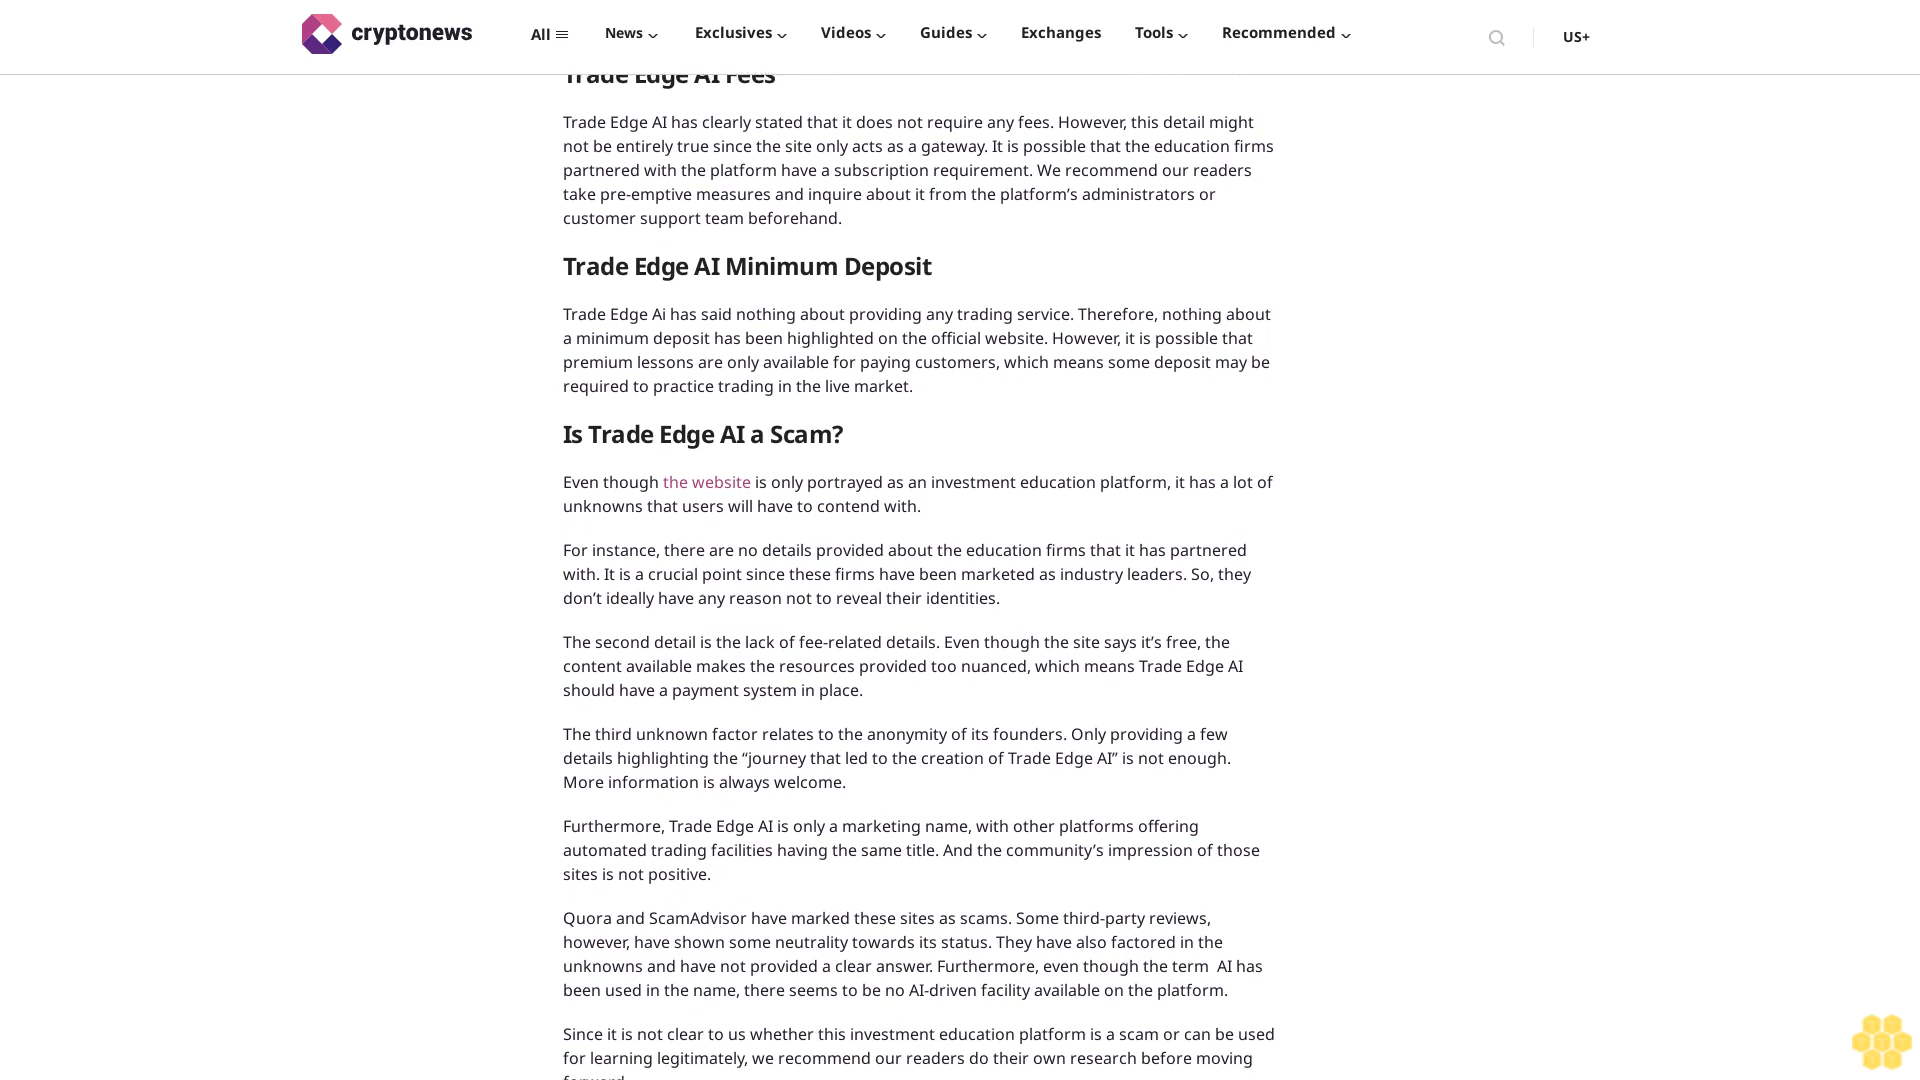 cryptonews
All
News
Exclusives
Videos
Guides
Exchanges
Tools
Recommended
US+
Trade Edge AI Fees
Trade Edge AI has clearly stated that it does not require any fees. However, this detail might
not be entirely true since the site only acts as a gateway. It is possible that the education firms
partnered with the platform have a subscription requirement. We recommend our readers
take pre-emptive measures and inquire about it from the platform’s administrators or
customer support team beforehand.
Trade Edge AI Minimum Deposit
Trade Edge Ai has said nothing about providing any trading service. Therefore, nothing about
a minimum deposit has been highlighted on the official website. However, it is possible that
premium lessons are only available for paying customers, which means some deposit may be
required to practice trading in the live market.
Is Trade Edge AI a Scam?
Even though the website is only portrayed as an investment education platform, it has a lot of
unknowns that users will have to contend with.
For instance, there are no details provided about the education firms that it has partnered
with. It is a crucial point since these firms have been marketed as industry leaders. So, they
don’t ideally have any reason not to reveal their identities.
The second detail is the lack of fee-related details. Even though the site says it’s free, the
content available makes the resources provided too nuanced, which means Trade Edge AI
should have a payment system in place.
The third unknown factor relates to the anonymity of its founders. Only providing a few
details highlighting the “journey that led to the creation of Trade Edge AI” is not enough.
More information is always welcome.
Furthermore, Trade Edge AI is only a marketing name, with other platforms offering
automated trading facilities having the same title. And the community’s impression of those
sites is not positive.
Quora and ScamAdvisor have marked these sites as scams. Some third-party reviews,
however, have shown some neutrality towards its status. They have also factored in the
unknowns and have not provided a clear answer. Furthermore, even though the term  AI has
been used in the name, there seems to be no AI-driven facility available on the platform.
Since it is not clear to us whether this investment education platform is a scam or can be used
for learning legitimately, we recommend our readers do their own research before moving
forward.